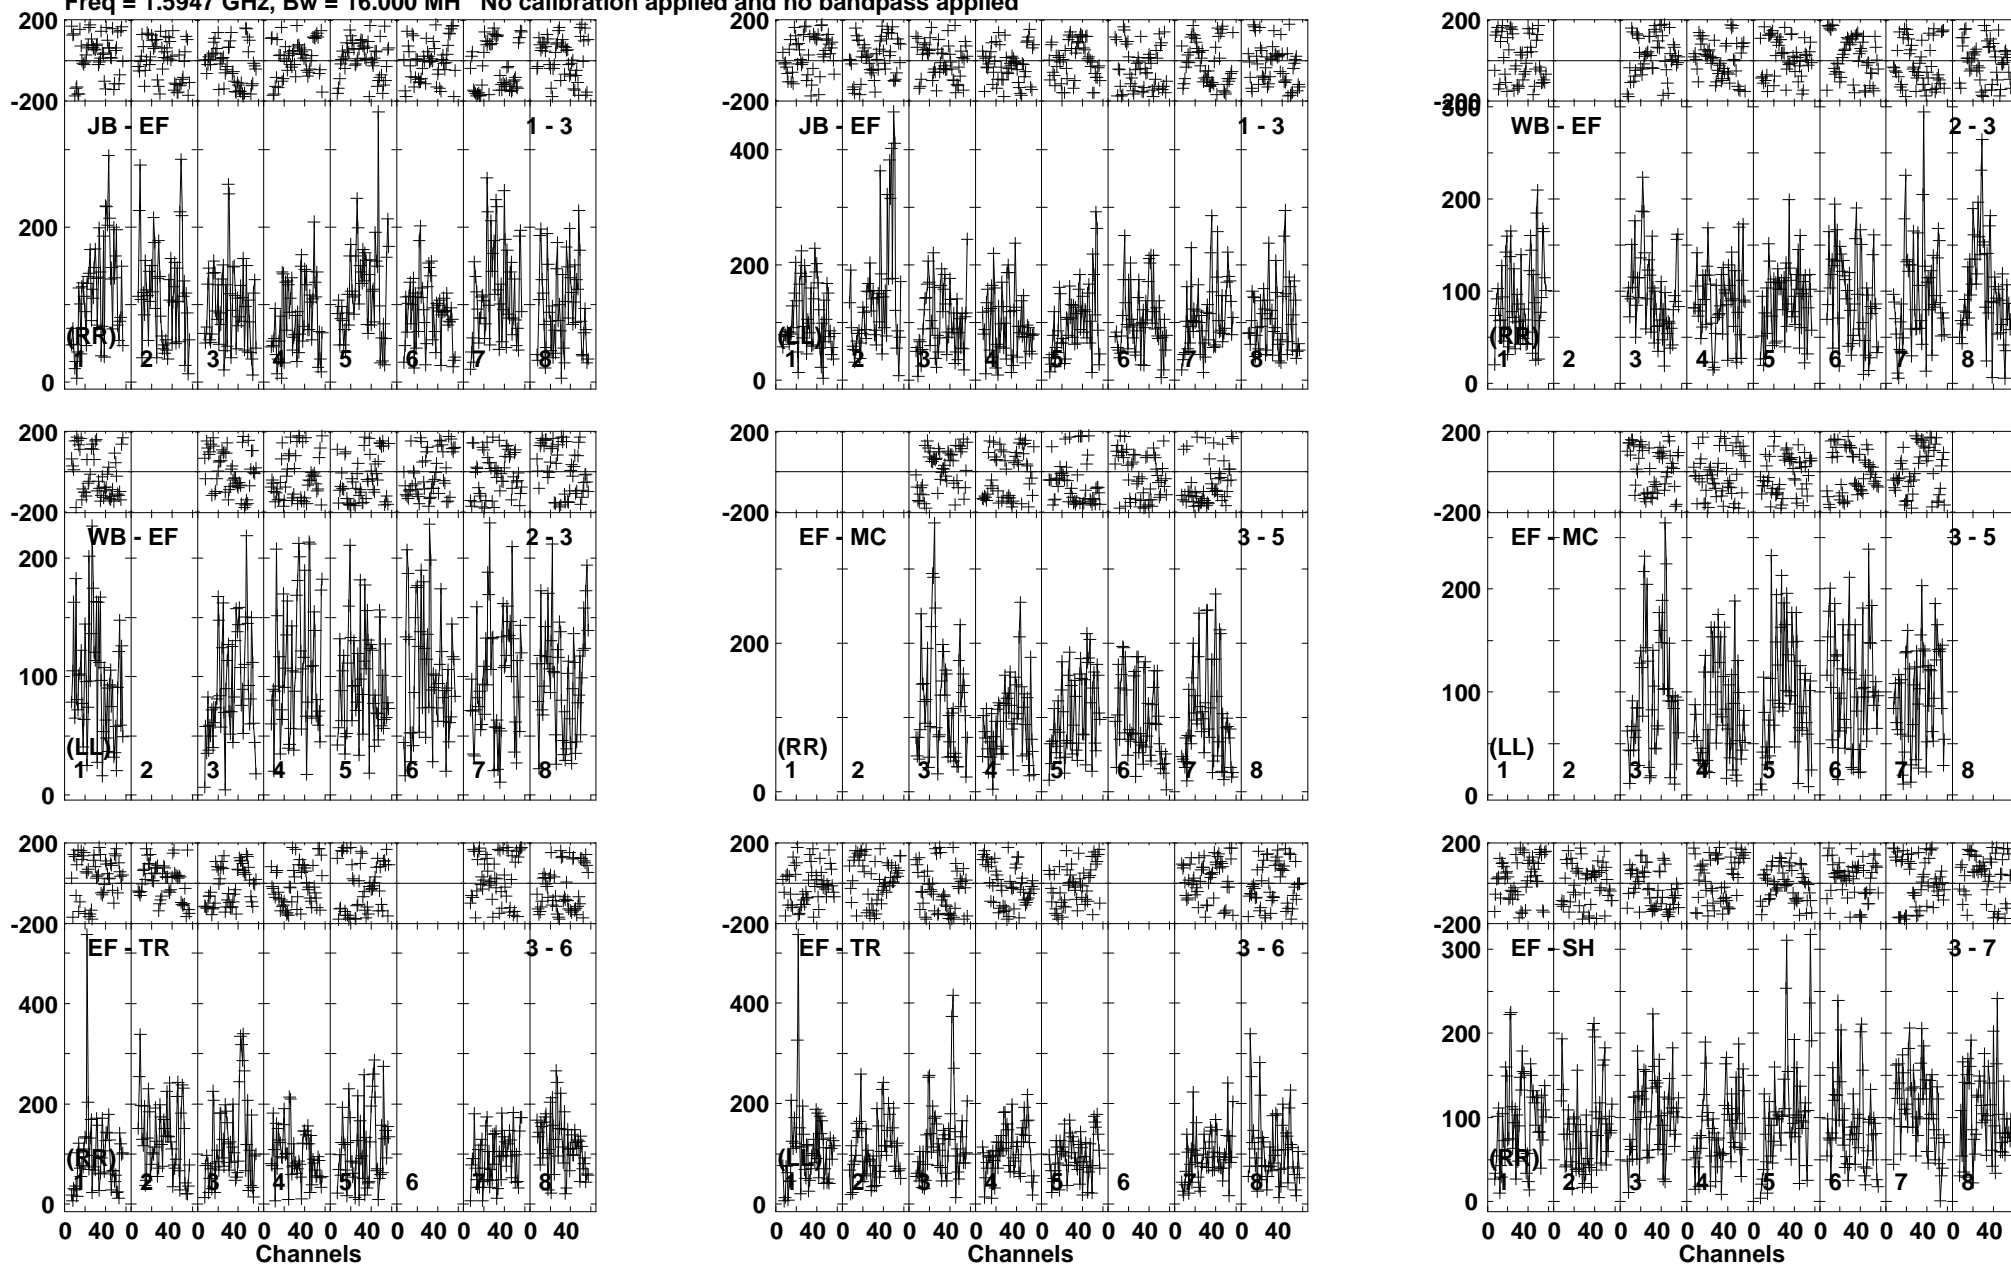 Freq = 1.5947 GHz, Bw = 16.000 MH No calibration applied and no bandpass applied
200 200 200
-200 -200 -200
300
JB - EF 1 - 3 JB - EF 1 - 3 WB - EF 2 - 3
400
200 200 200
100
(RR) (LL) (RR)
1 2 3 4 5 6 7 8 1 2 3 4 5 6 7 8 1 2 3 4 5 6 7 8
0 0 0
200 200 200
-200 -200 -200
WB - EF 2 - 3 EF - MC 3 - 5 EF - MC 3 - 5
200 200 200
100 100
(LL) (RR) (LL)
1 2 3 4 5 6 7 8 1 2 3 4 5 6 7 8 1 2 3 4 5 6 7 8
0 0 0
200 200 200
-200 -200 -200
EF - TR 3 - 6 EF - TR 3 - 6 EF - SH 3 - 7
300
400 400
200 200 200
100
(RR) (LL) (RR)
1 2 3 4 5 6 7 8 1 2 3 4 5 6 7 8 1 2 3 4 5 6 7 8
0 0 0
0 40 0 40 0 40 0 40 0 40 0 40 0 40 0 40 0 40 0 40 0 40 0 40 0 40 0 40 0 40 0 40 0 40 0 40 0 40 0 40 0 40 0 40 0 40 0 40
Channels Channels Channels